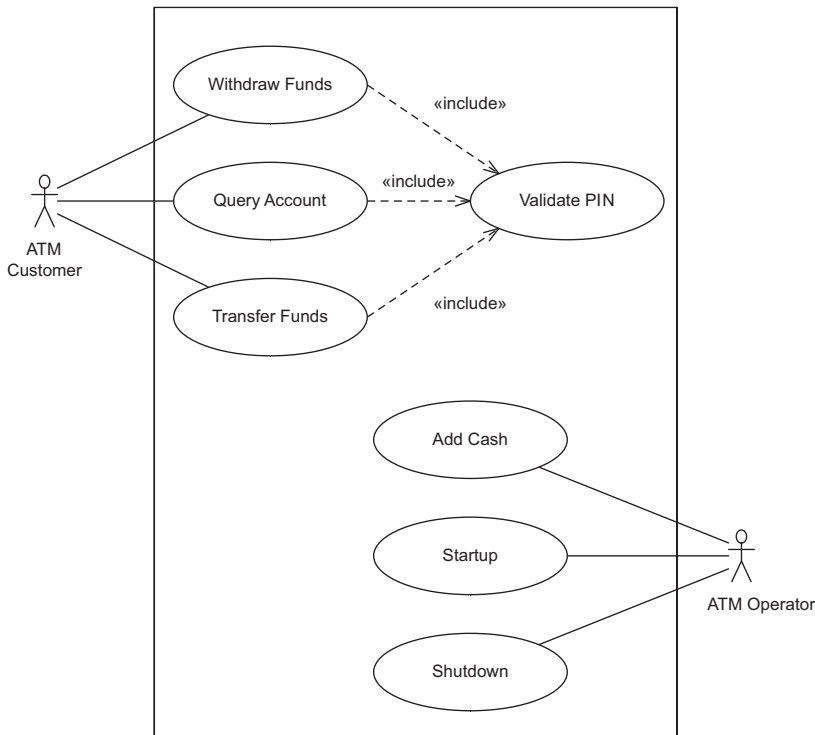 Withdraw Funds
«include»
Query Account
«include»
Validate PIN
ATM
Customer
Transfer Funds
«include»
Add Cash
Startup
ATM Operator
Shutdown